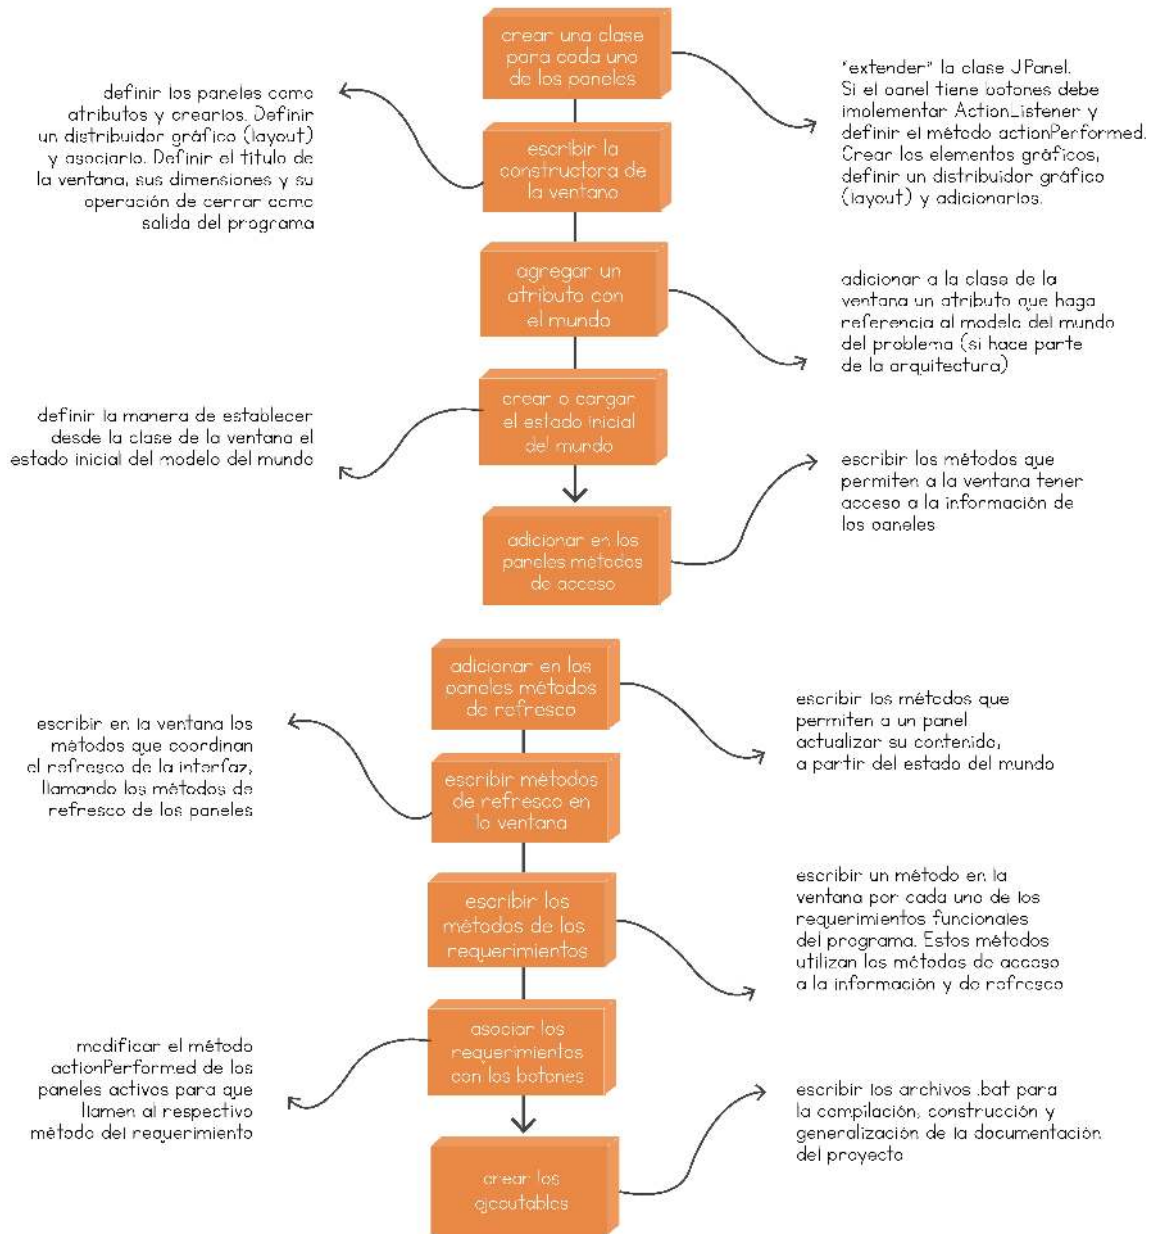 crear una clase
para cada uno
de los paneles
"extender" la clase JPanel.
Si el panel tiene botones debe
implementar ActionListener y
definir el método actionPerformed.
Crear los elementos gráficos,
definir un distribuidor gráfico
(layout) y adicionarlos.
definir los paneles como
atributos y crearlos. Definir
un distribuidor gráfico (layout)
y asociarlo. Definir el título de
la ventana, sus dimensiones y su
operación de cerrar como
salida del programa
escribir la
constructora de
la ventana
agregar un
atributo con
el mundo
adicionar a la clase de la
ventana un atributo que haga
referencia al modelo del mundo
del problema (si hace parte
de la arquitectura)
crear o cargar
el estado inicial
del mundo
definir la manera de establecer
desde la clase de la ventana el
estado inicial del modelo del mundo
adicionar en los
paneles métodos
de acceso
escribir los métodos que
permiten a la ventana tener
acceso a la información de
los paneles
adicionar en los
paneles métodos
de refresco
escribir los métodos que
permiten a un panel
actualizar su contenido,
a partir del estado del mundo
escribir en la ventana los
métodos que coordinan
el refresco de la interfaz,
llamando los métodos de
refresco de los paneles
escribir métodos
de refresco en
la ventana
escribir los
métodos de los
requerimientos
escribir un método en la
ventana por cada uno de los
requerimientos funcionales
del programa. Estos métodos
utilizan los métodos de acceso
a la información y de refresco
asociar los
requerimientos
con los botones
modificar el método
actionPerformed de los
paneles activos para que
llamen al respectivo
método del requerimiento
crear los
ejecutables
escribir los archivos .bat para
la compilación, construcción y
generalización de la documentación
del proyecto